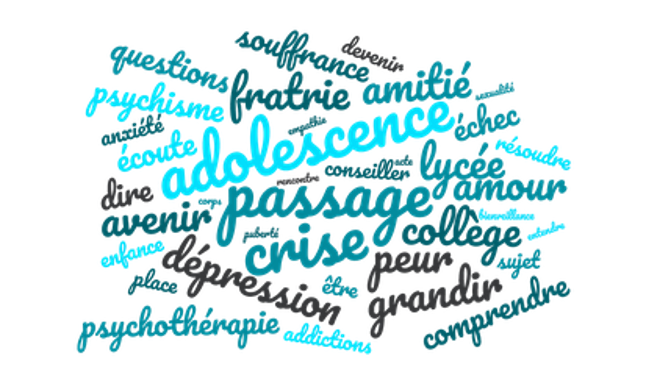 souffrance
devenir
questions
fratrie
amitié
sexualité
psychisme
empathie
échec
anxiété
adolescence
écoute
résoudre
acte
lycée
conseiller
rencontre
dire
passage
amour
corps
avenir
bienveillance
puberté
collège
entendre
enfance
crise
peur
sujet
dépression
place
être
grandir
comprendre
psychothérapie
addictions